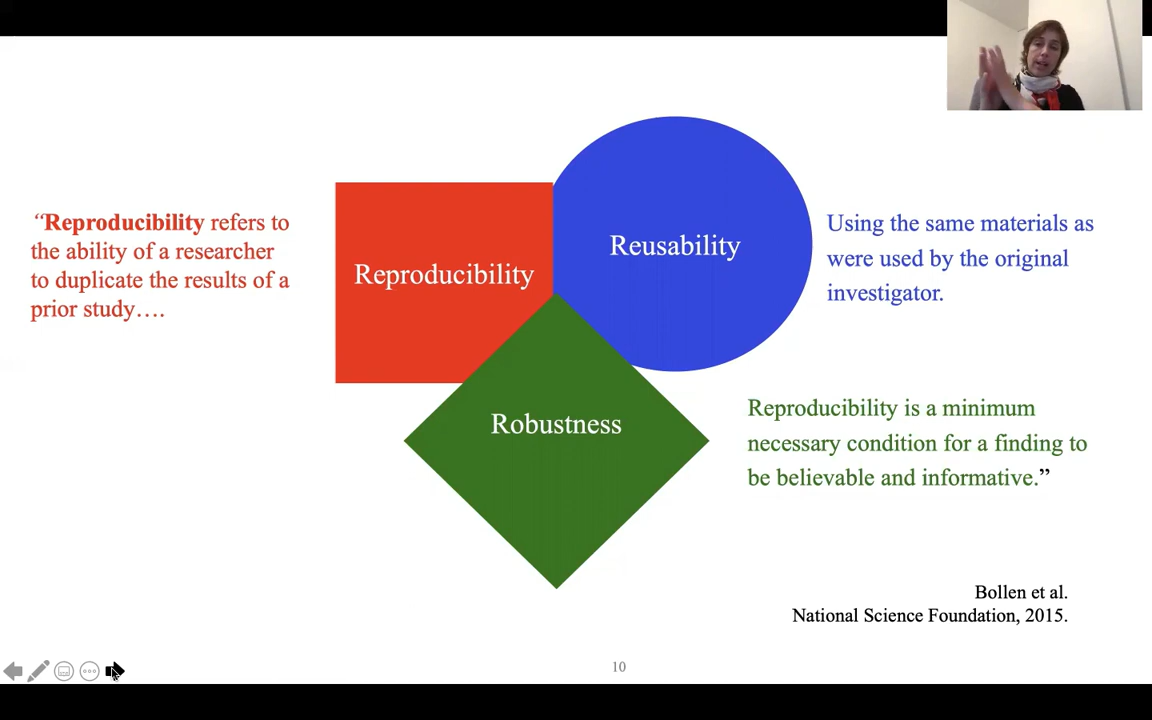 “Reproducibility refers to
the ability of a researcher
to duplicate the results of a
prior study….
Reproducibility
Reusability
Using the same materials as
were used by the original
investigator.
Robustness
Reproducibility is a minimum
necessary condition for a finding to
be believable and informative.”
Bollen et al.
National Science Foundation, 2015.
10